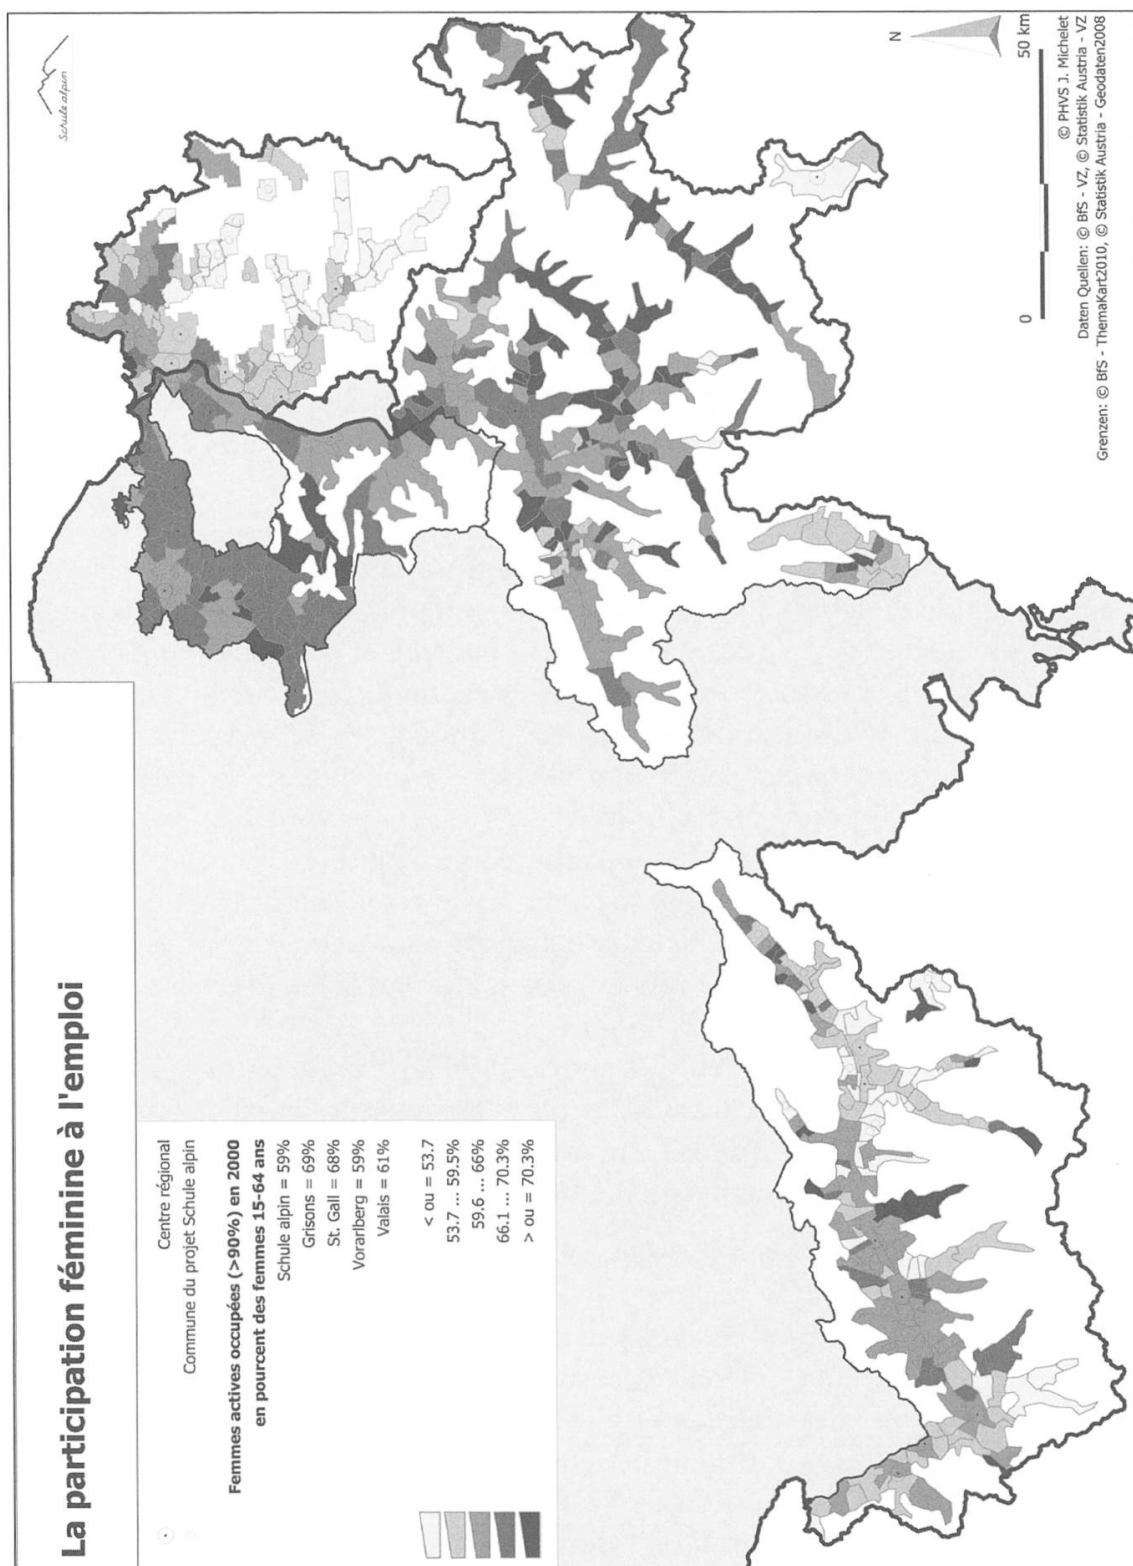 La participation féminine à l'emploi
Centre régional
Commune du projet Schule alpin
Femmes actives occupées (>90%) en 2000
en pourcent des femmes 15-64 ans
Schule alpin = 59%
Grisons = 69%
St. Gall = 68%
Vorarlberg = 59%
Valais = 61%
< ou = 53.7
53.7 ... 59.5%
59.6 ... 66%
66.1 ... 70.3%
> ou = 70.3%
Schule alpin
N
0
50 km
© PHVS J. Michelet
Daten Quellen: © BfS - VZ, © Statistik Austria - VZ
Grenzen: © BfS - ThemaKart2010, © Statistik Austria - Geodaten2008